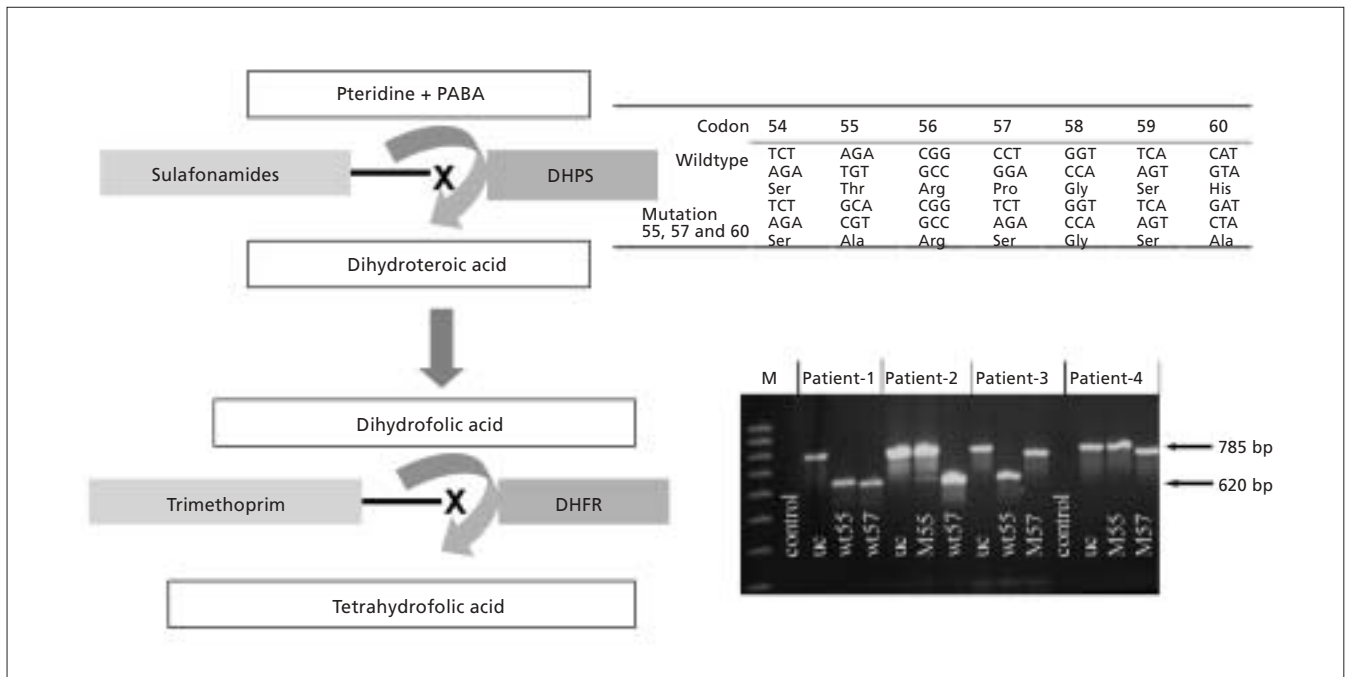 Pteridine + PABA
Sulafonamides
X
DHPS
Dihydroteroic acid
Dihydrofolic acid
Trimethoprim
X
DHFR
Tetrahydrofolic acid
Codon 54 55 56 57 58 59 60
Wildtype TCT AGA CGG CCT GGT TCA CAT
AGA TGT GCC GGA CCA AGT GTA
Ser Thr Arg Pro Gly Ser His
Mutation 55, 57 and 60 TCT GCA CGG TCT GGT TCA GAT
AGA CGT GCC AGA CCA AGT CTA
Ser Ala Arg Ser Gly Ser Ala
M Patient-1 Patient-2 Patient-3 Patient-4
785 bp
620 bp
control uc wt55 wt57 uc M55 wt57 uc wt55 M57 control uc M55 M57